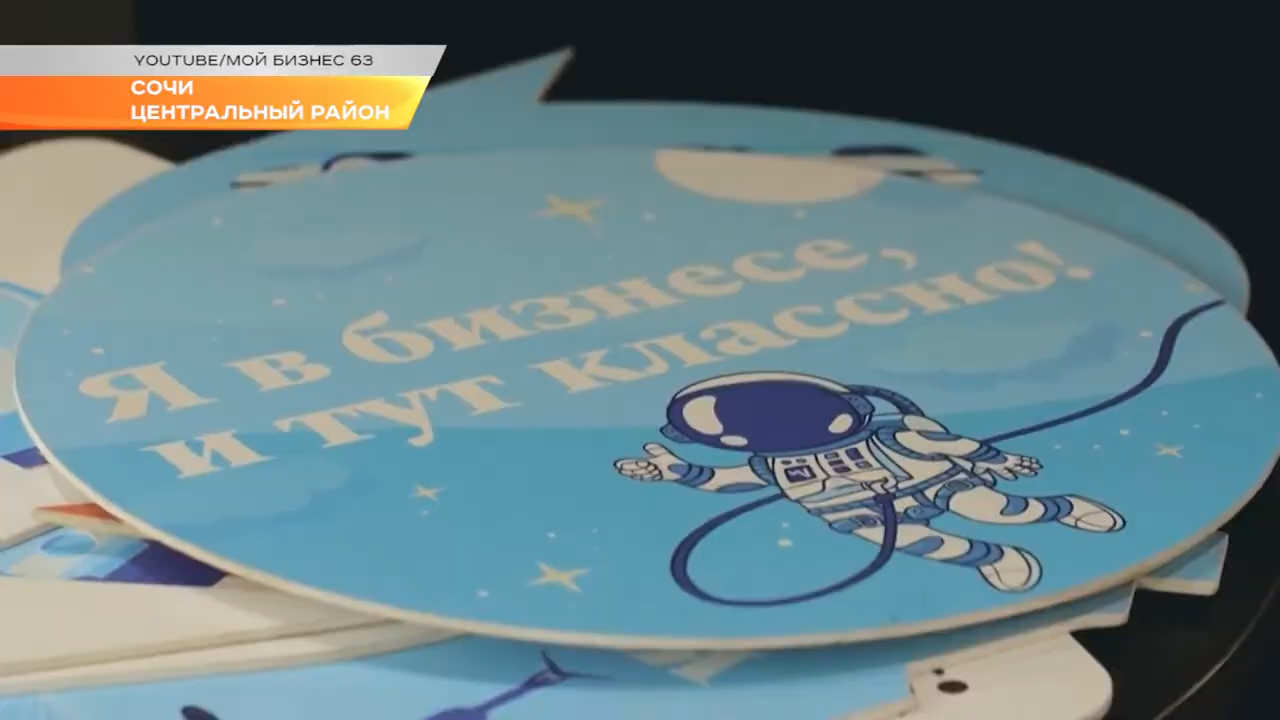 YOUTUBE/МОЙ БИЗНЕС 63
СОЧИ
ЦЕНТРАЛЬНЫЙ РАЙОН
Я в бизнесе,
и тут классно!